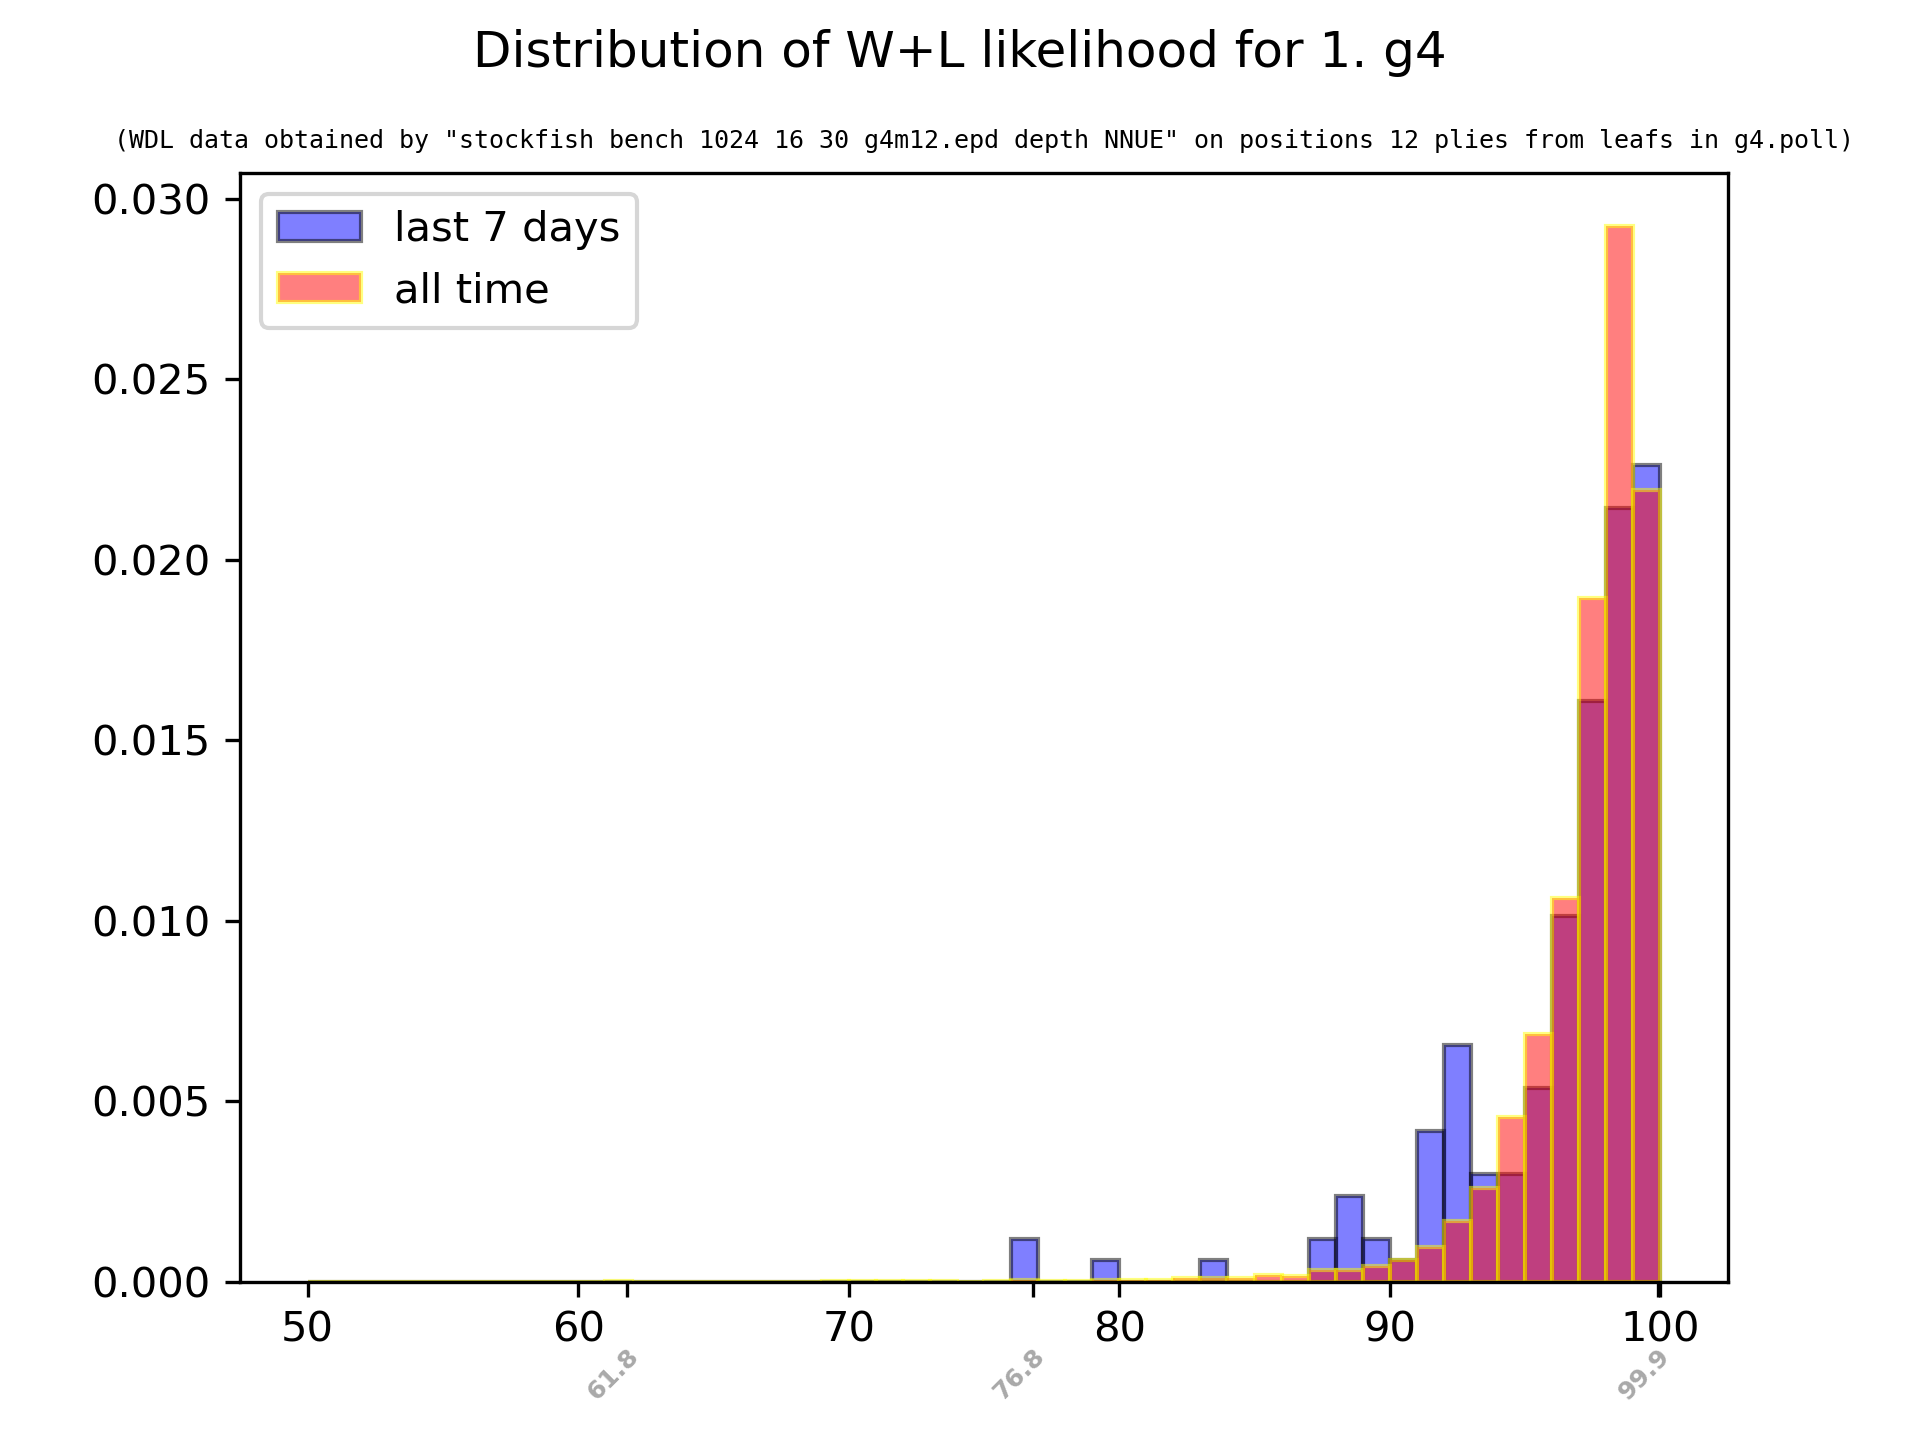 Distribution of W+L likelihood for 1. g4
(WDL data obtained by "stockfish bench 1024 16 30 g4m12.epd depth NNUE" on positions 12 plies from leafs in g4.poll)
last 7 days
all time
0.030
0.025
0.020
0.015
0.010
0.005
0.000
50 60 70 80 90 100
61.8 76.8 99.9